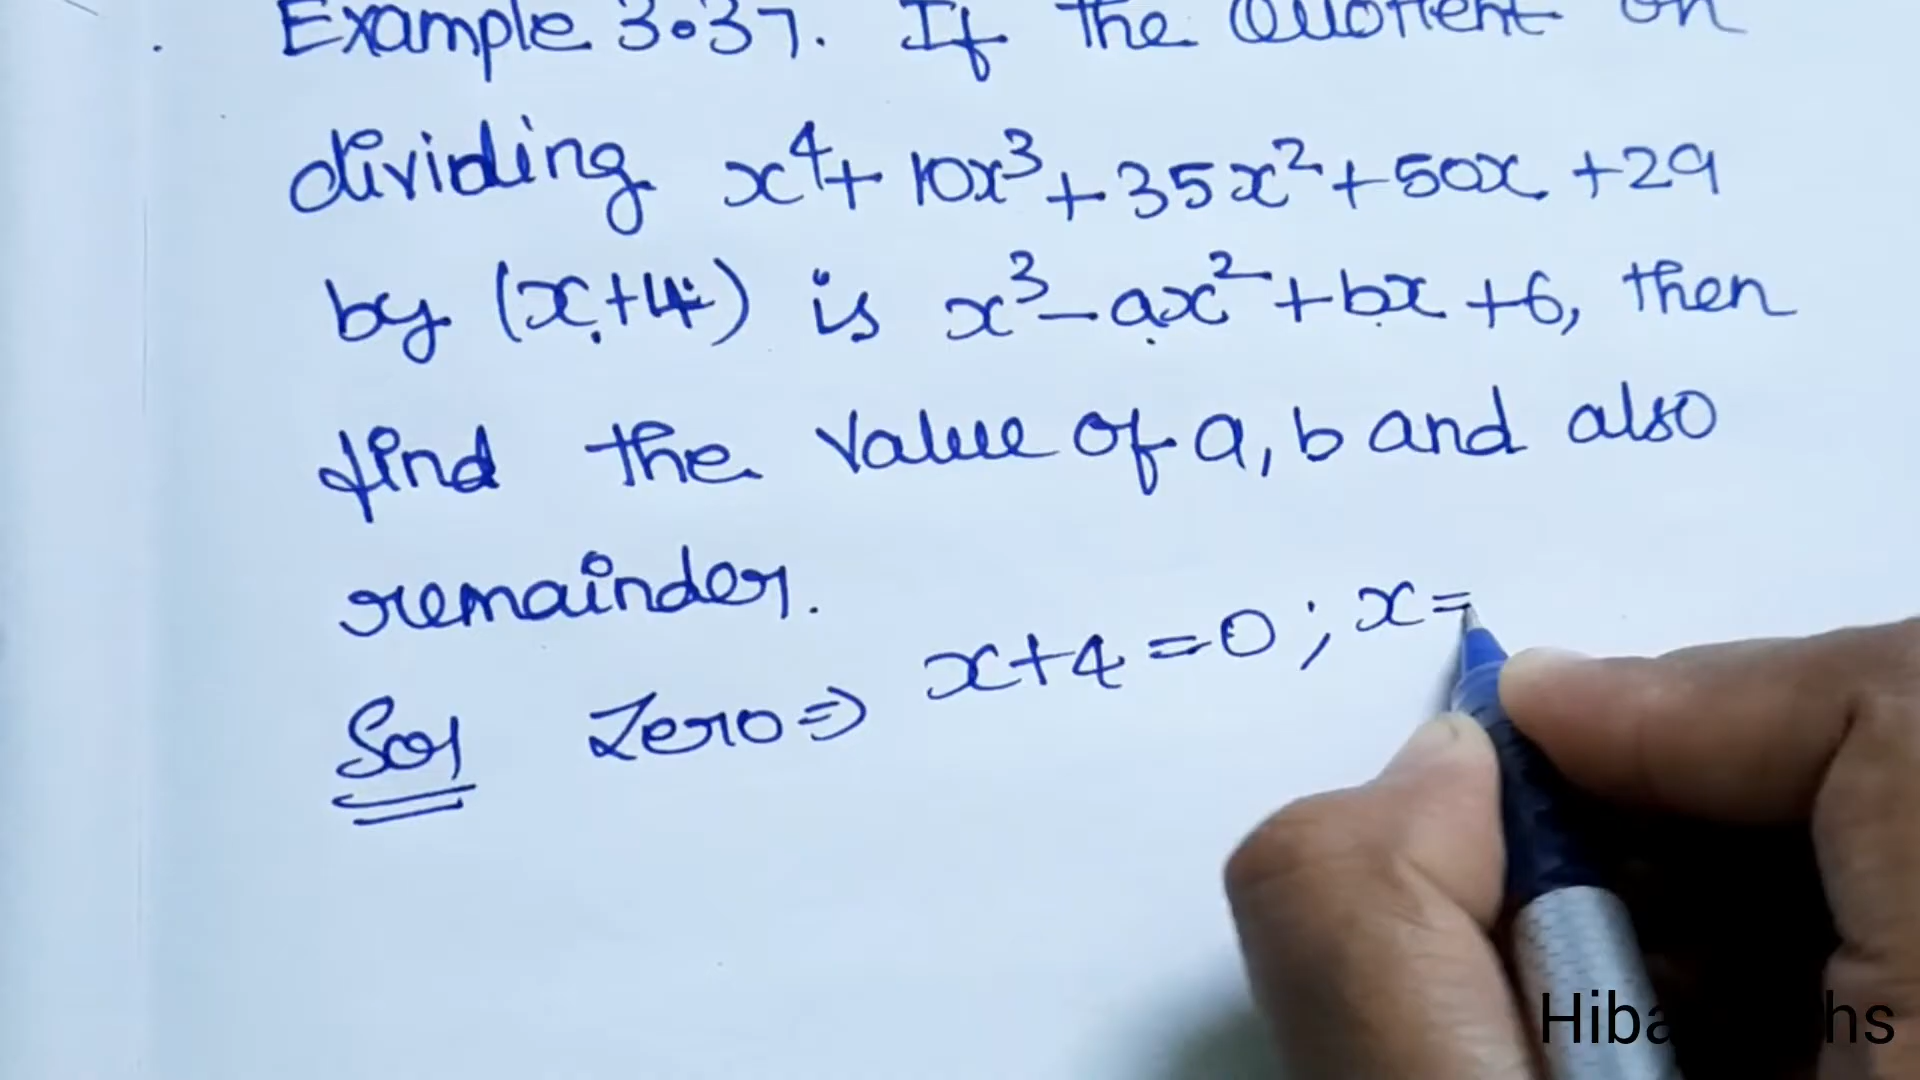 Example 3.37. If the Quotient on
dividing x⁴ + 10x³ + 35x² + 50x + 29
by (x+4) is x³ - ax² + bx + 6, then
find the value of a, b and also
remainder.
Sol Zero ⇒ x+4 = 0 ; x =